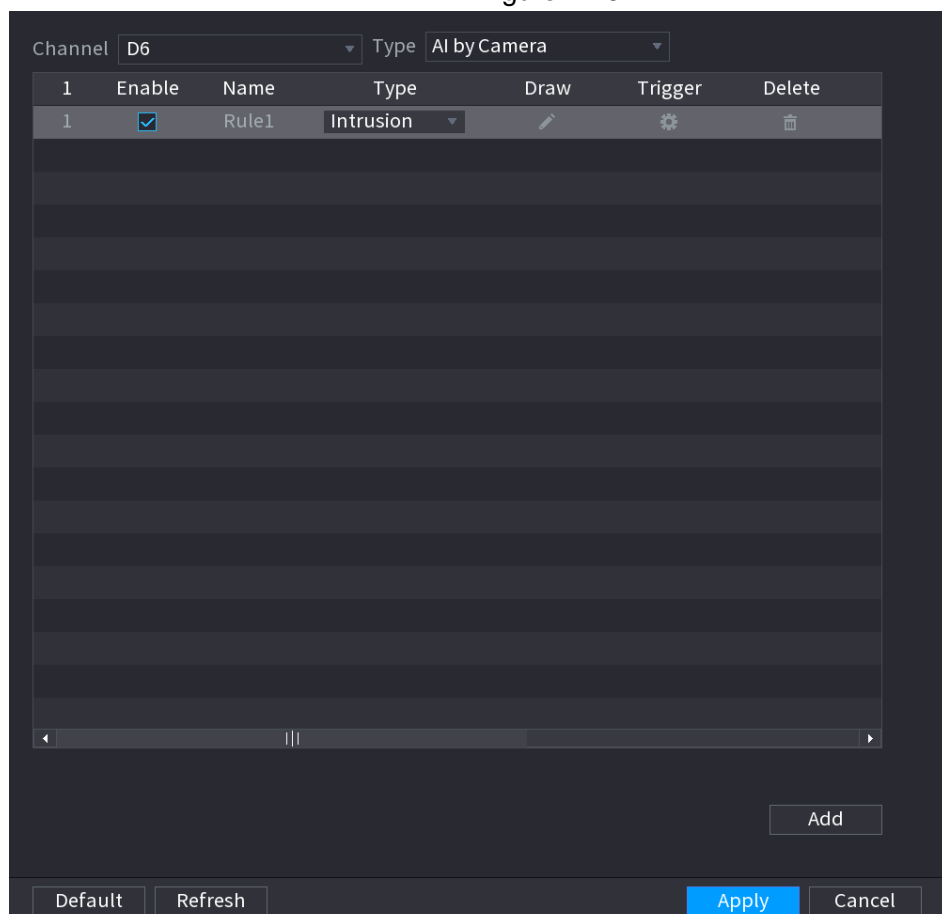 Channel D6 Type AI by Camera
1 Enable Name Type Draw Trigger Delete
1 Rule1 Intrusion
Add
Default Refresh Apply Cancel